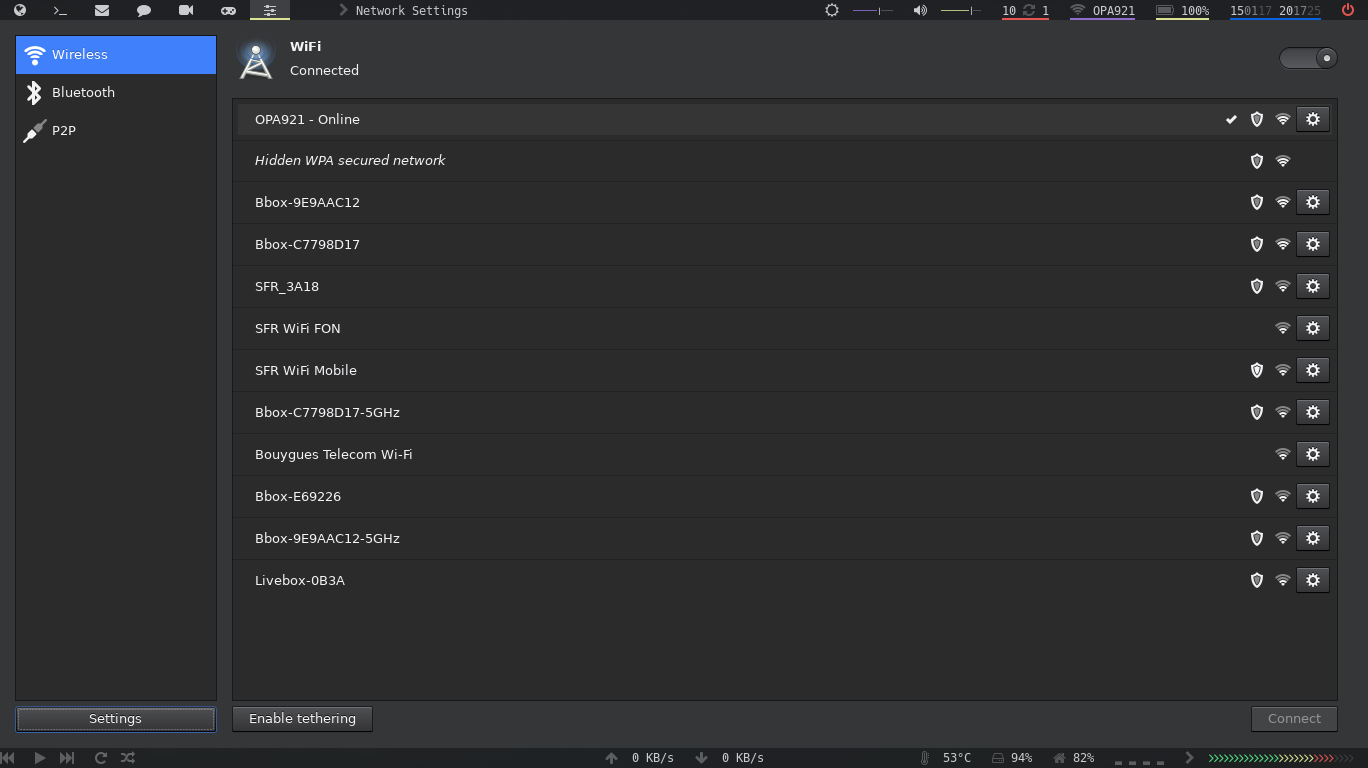 Network Settings
10 1 OPA921 100% 150117 201725
Wireless
Bluetooth
P2P
WiFi
Connected
OPA921 - Online
Hidden WPA secured network
Bbox-9E9AAC12
Bbox-C7798D17
SFR_3A18
SFR WiFi FON
SFR WiFi Mobile
Bbox-C7798D17-5GHz
Bouygues Telecom Wi-Fi
Bbox-E69226
Bbox-9E9AAC12-5GHz
Livebox-0B3A
Settings
Enable tethering
Connect
0 KB/s 0 KB/s 53°C 94% 82%